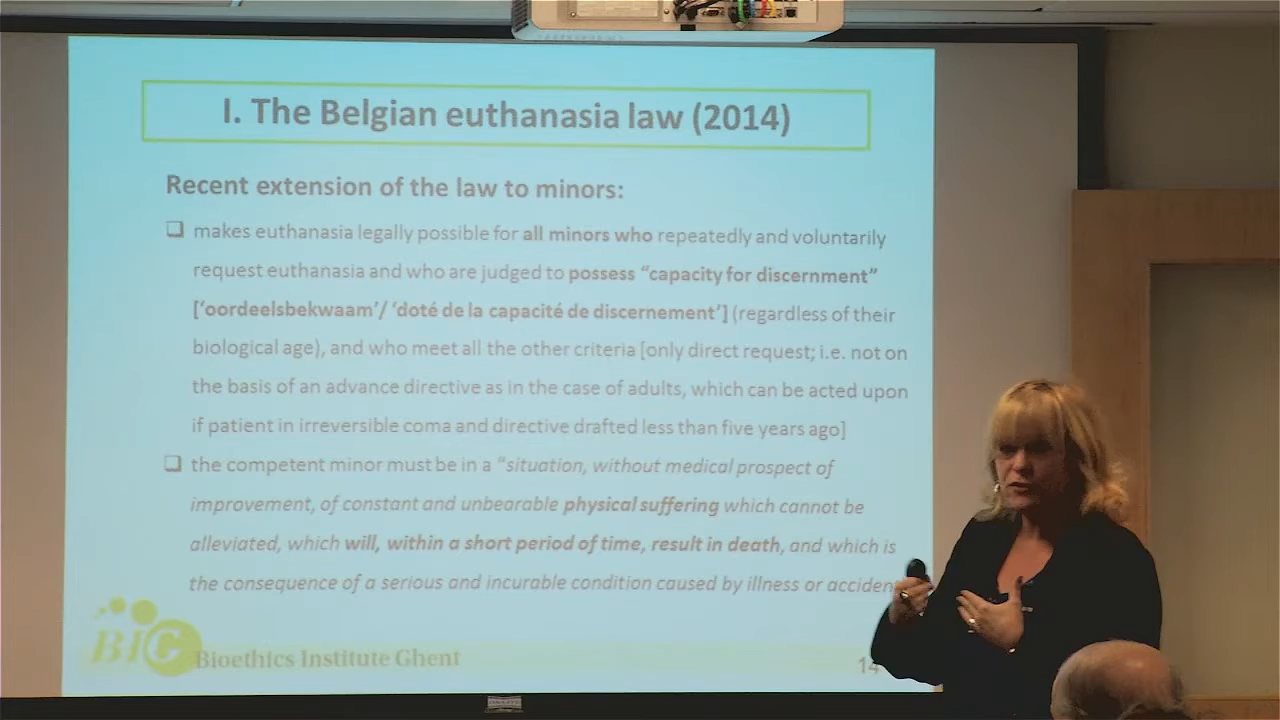 I. The Belgian euthanasia law (2014)
Recent extension of the law to minors:
makes euthanasia legally possible for all minors who repeatedly and voluntarily
request euthanasia and who are judged to possess “capacity for discernment”
[‘oordeelsbekwaam’/ ‘doté de la capacité de discernement’] (regardless of their
biological age), and who meet all the other criteria [only direct request; i.e. not on
the basis of an advance directive as in the case of adults, which can be acted upon
if patient in irreversible coma and directive drafted less than five years ago]
the competent minor must be in a “situation, without medical prospect of
improvement, of constant and unbearable physical suffering which cannot be
alleviated, which will, within a short period of time, result in death, and which is
the consequence of a serious and incurable condition caused by illness or acciden
BIG
Bioethics Institute Ghent
14